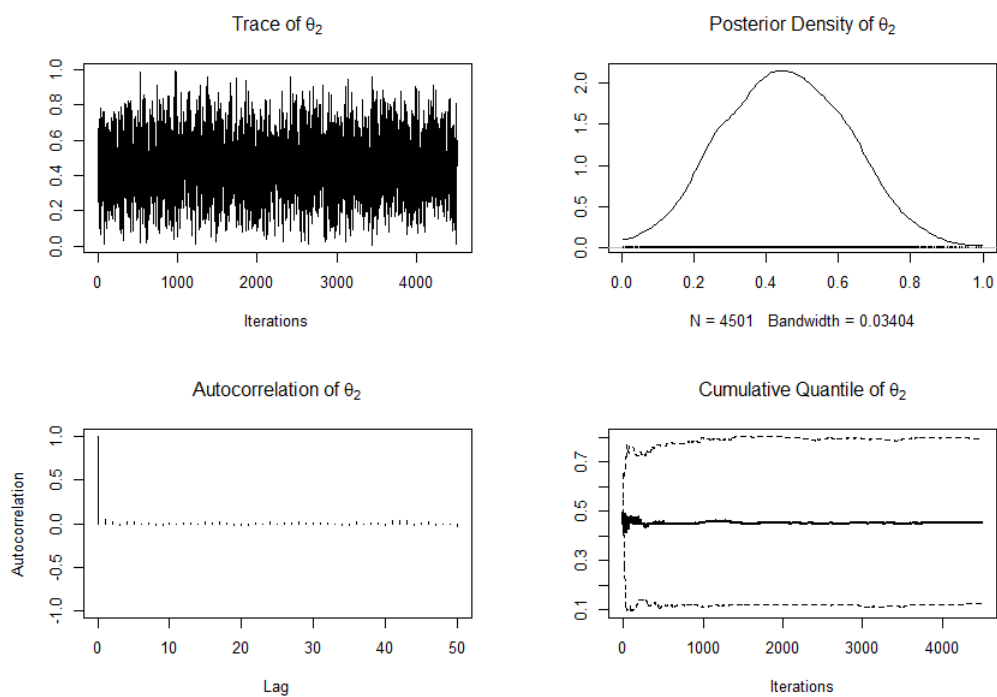 Trace of θ₂
1.0
0.8
0.6
0.4
0.2
0.0
0 1000 2000 3000 4000
Iterations
Posterior Density of θ₂
2.0
1.5
1.0
0.5
0.0
0.0 0.2 0.4 0.6 0.8 1.0
N = 4501 Bandwidth = 0.03404
Autocorrelation of θ₂
Autocorrelation
1.0
0.5
0.0
-0.5
-1.0
0 10 20 30 40 50
Lag
Cumulative Quantile of θ₂
0.7
0.5
0.3
0.1
0 1000 2000 3000 4000
Iterations